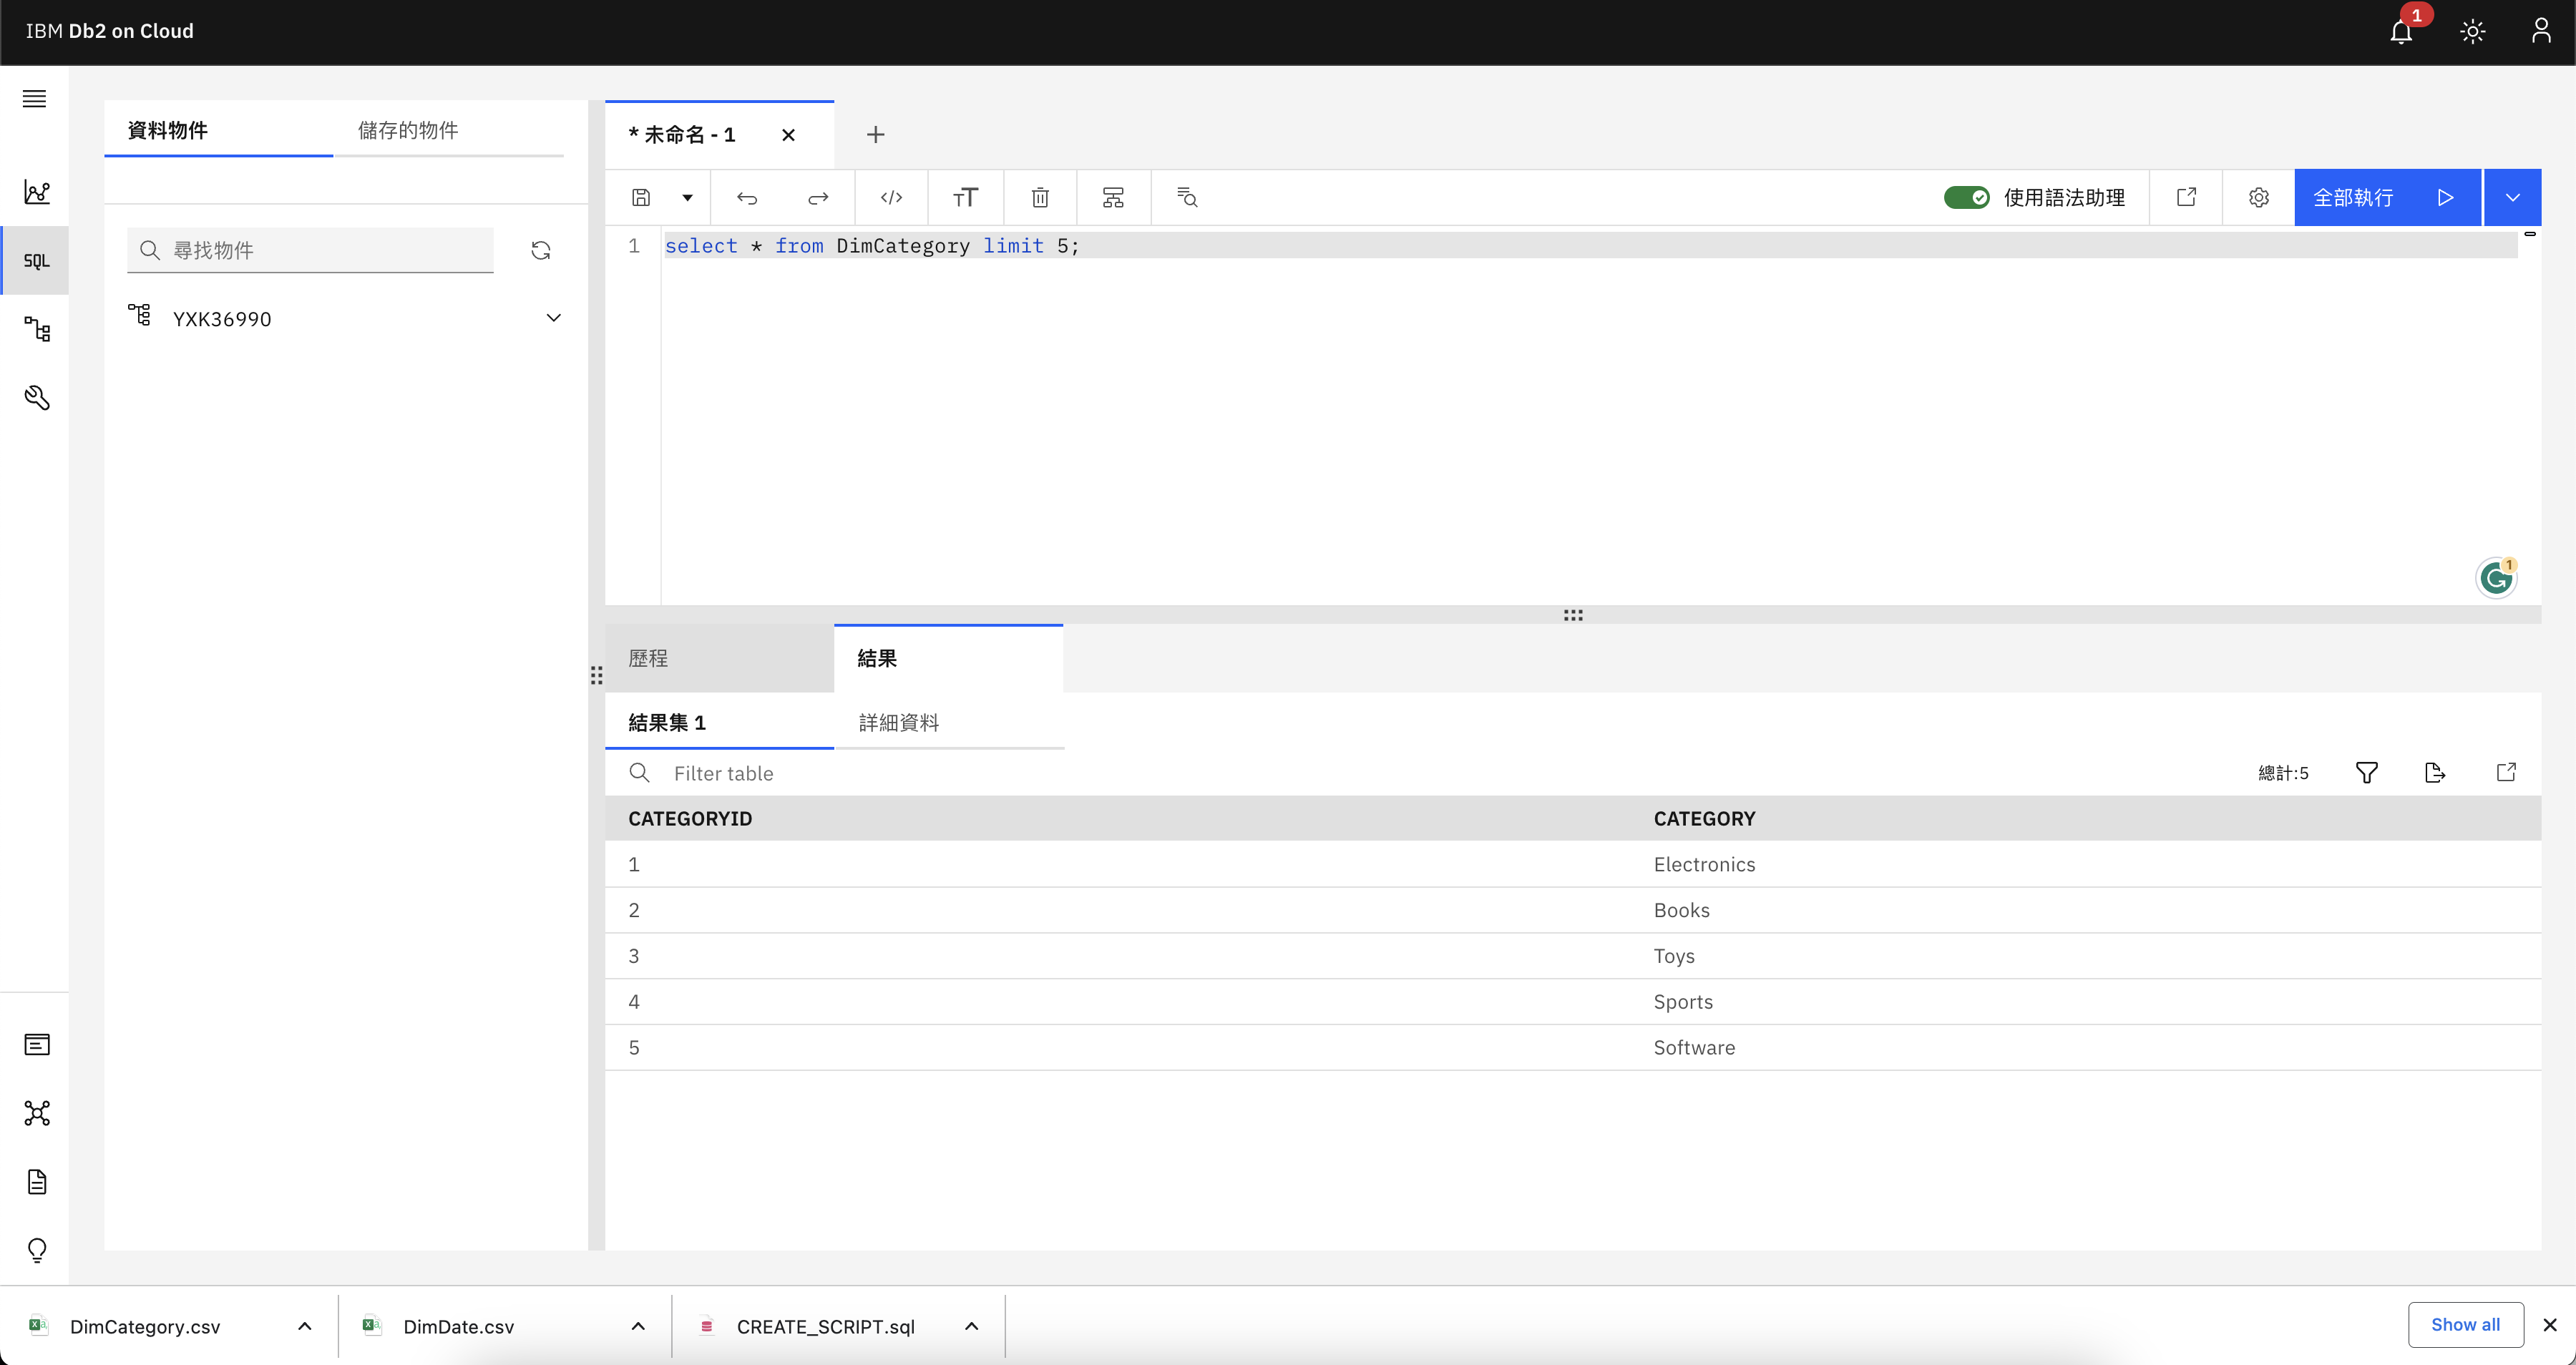 IBM Db2 on Cloud
1
資料物件
儲存的物件
尋找物件
YXK36990
SQL
* 未命名 - 1
使用語法助理
全部執行
1 select * from DimCategory limit 5;
1
歷程
結果
結果集 1
詳細資料
Filter table
總計:5
CATEGORYID CATEGORY
1 Electronics
2 Books
3 Toys
4 Sports
5 Software
DimCategory.csv
DimDate.csv
CREATE_SCRIPT.sql
Show all